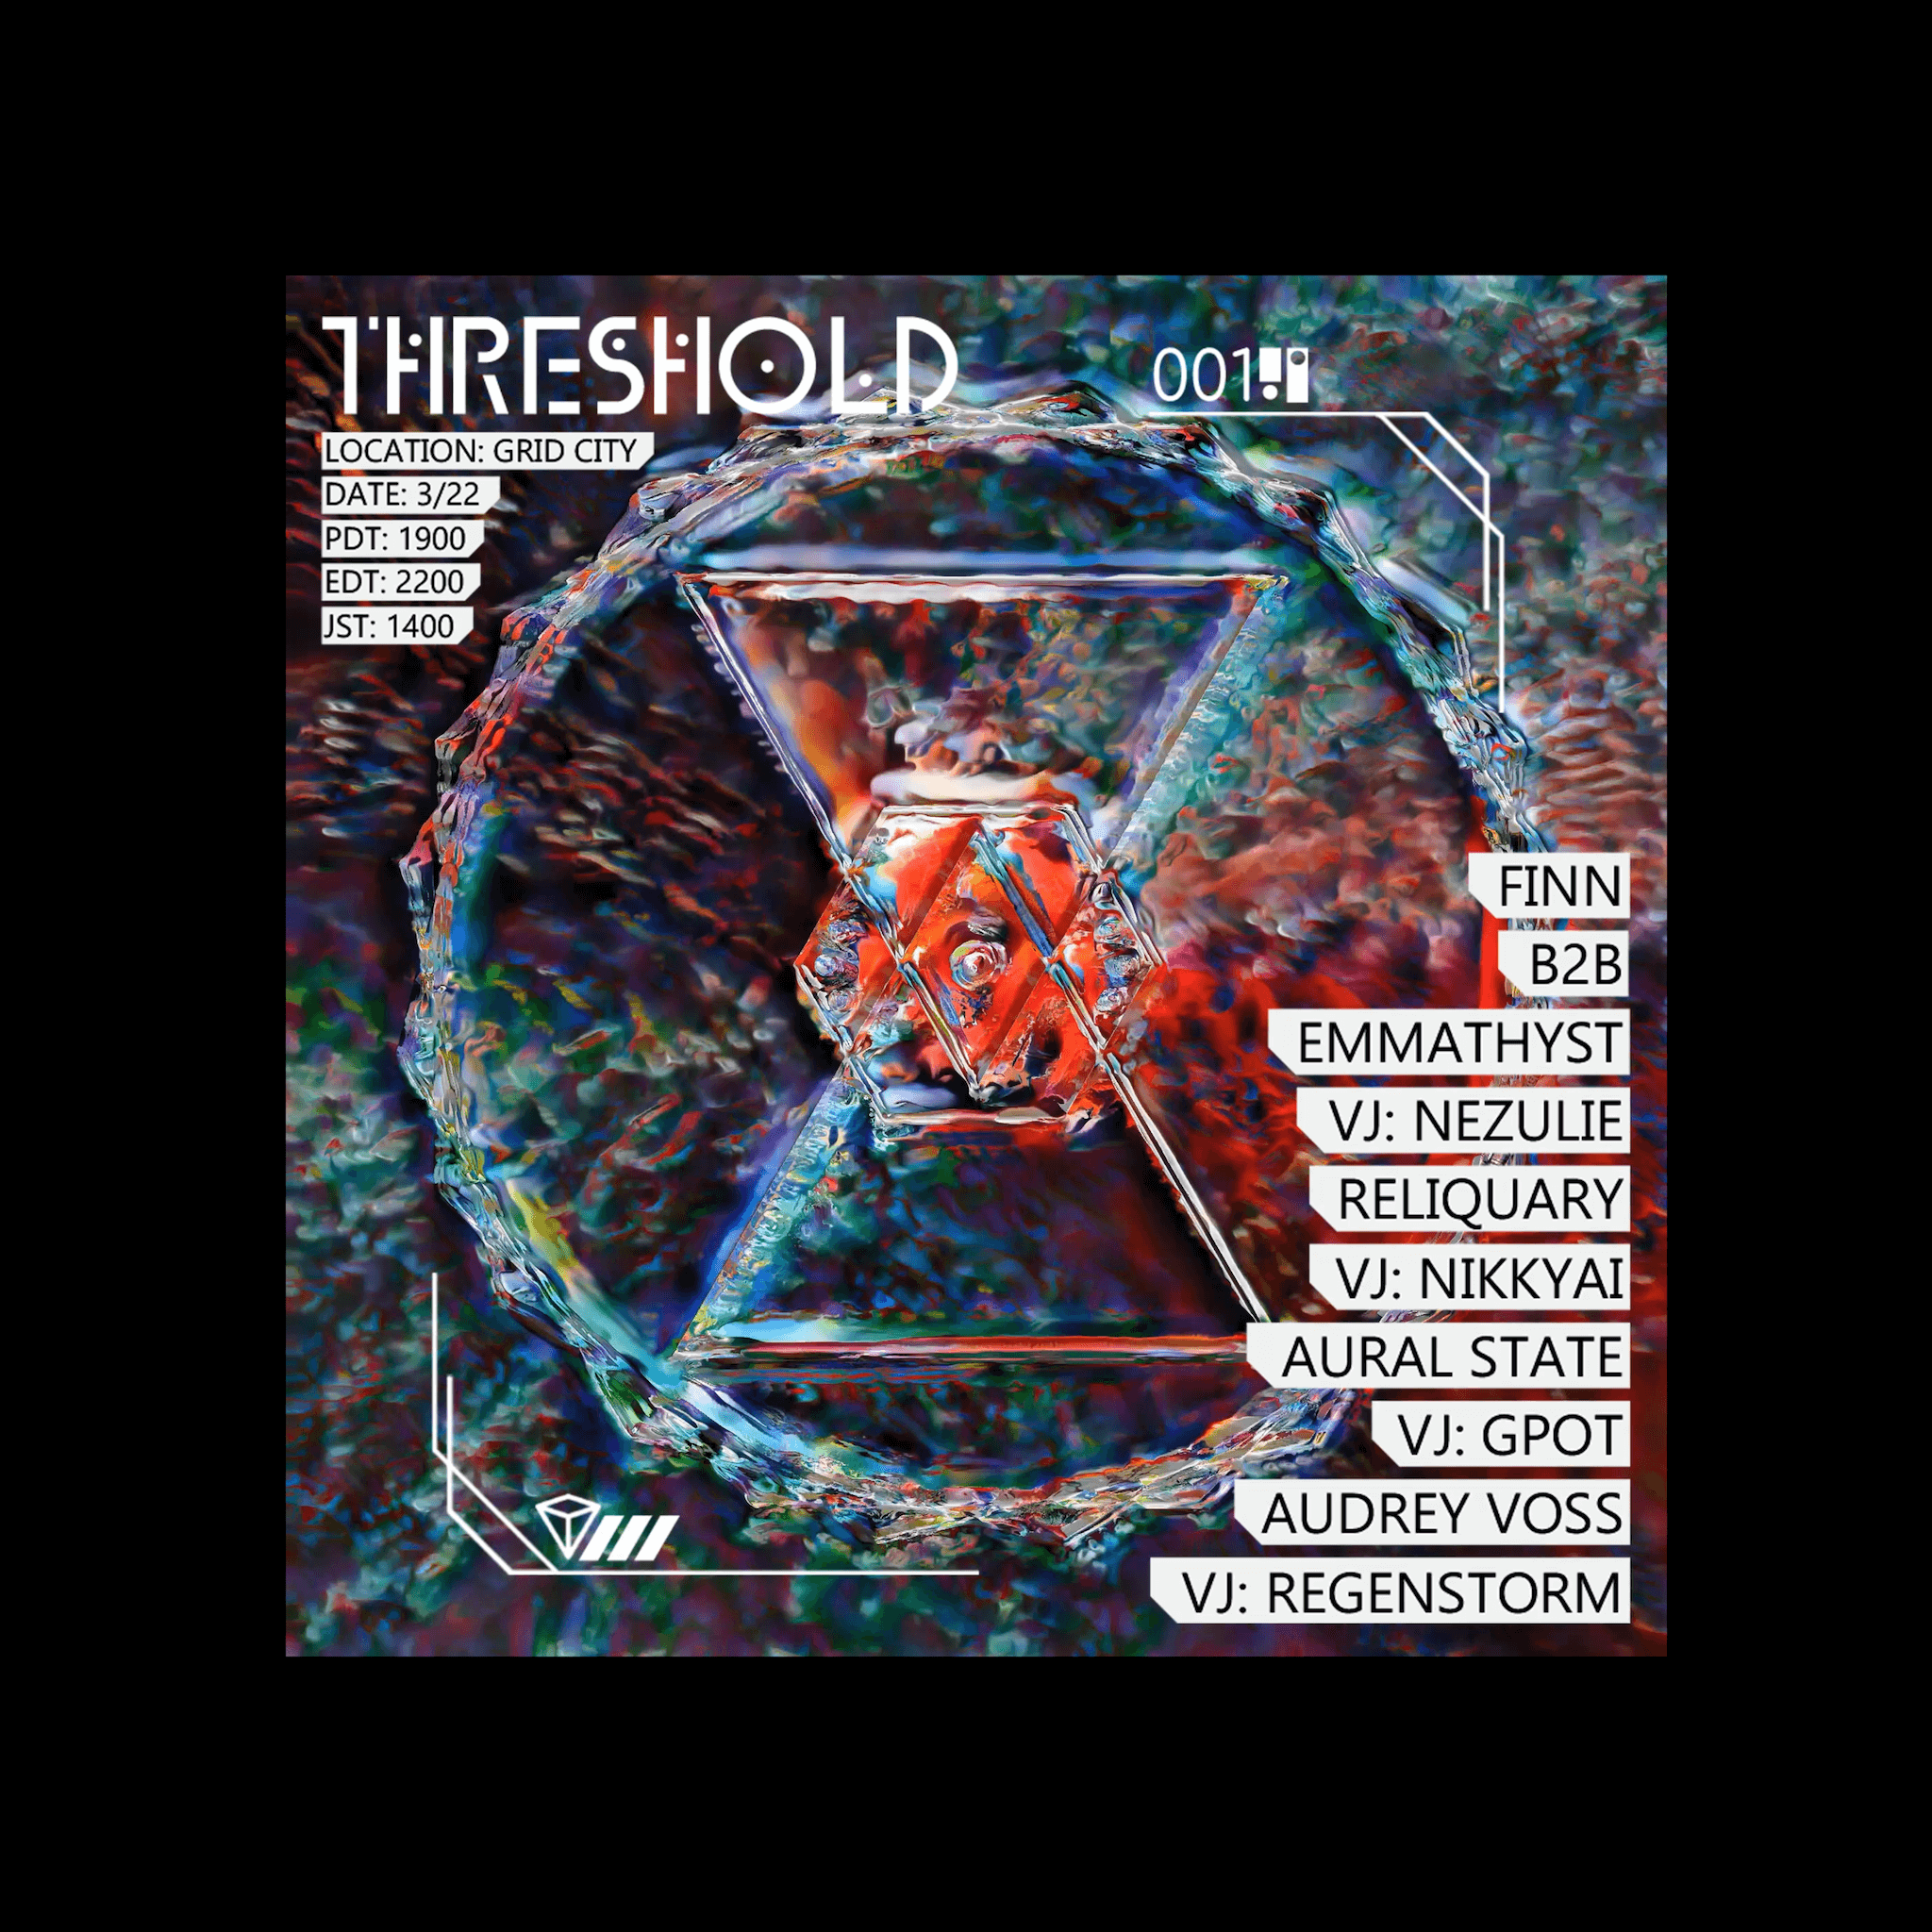 THRESHOLD
001
LOCATION: GRID CITY
DATE: 3/22
PDT: 1900
EDT: 2200
JST: 1400
FINN
B2B
EMMATHYST
VJ: NEZULIE
RELIQUARY
VJ: NIKKYAI
AURAL STATE
VJ: GPOT
AUDREY VOSS
VJ: REGENSTORM